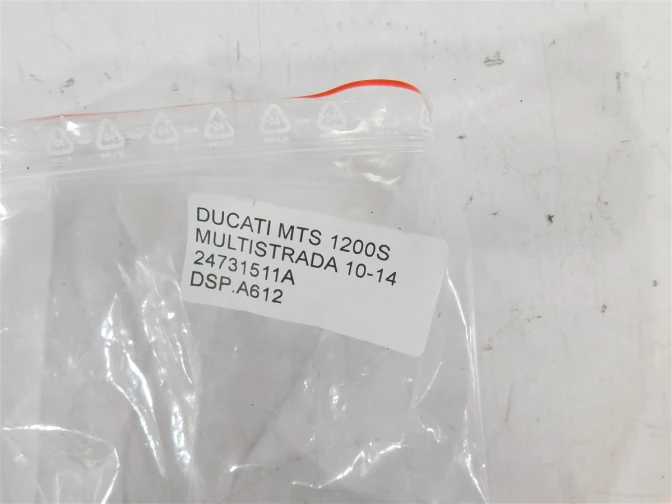 DUCATI MTS 1200S
MULTISTRADA 10-14
24731511A
DSP.A612